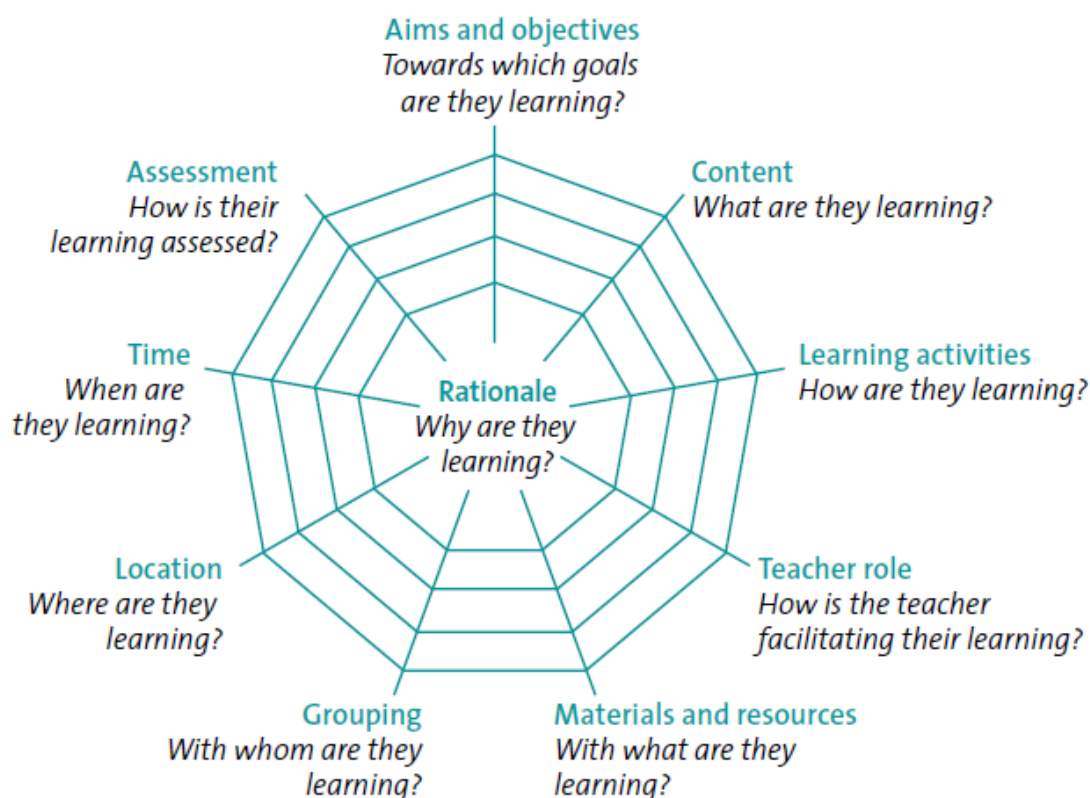 Aims and objectives
Towards which goals
are they learning?
Content
What are they learning?
Learning activities
How are they learning?
Teacher role
How is the teacher
facilitating their learning?
Materials and resources
With what are they
learning?
Grouping
With whom are they
learning?
Location
Where are they
learning?
Time
When are
they learning?
Assessment
How is their
learning assessed?
Rationale
Why are they
learning?